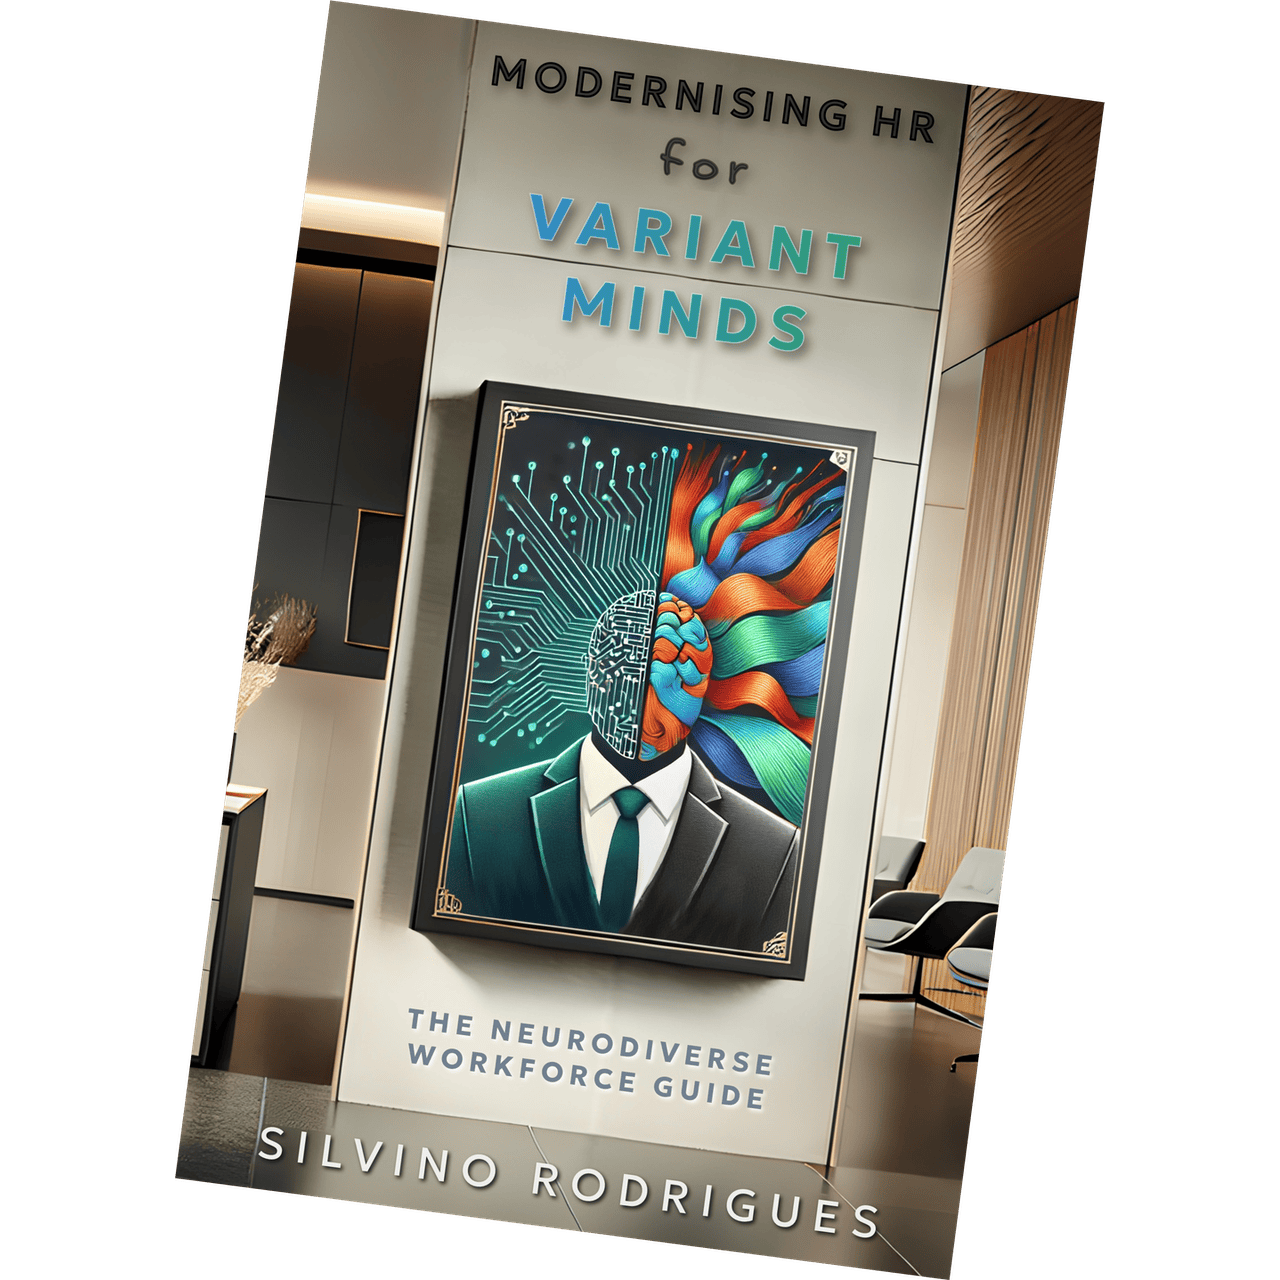 MODERNISING HR
for
VARIANT
MINDS
THE NEURODIVERSE
WORKFORCE GUIDE
SILVINO RODRIGUES